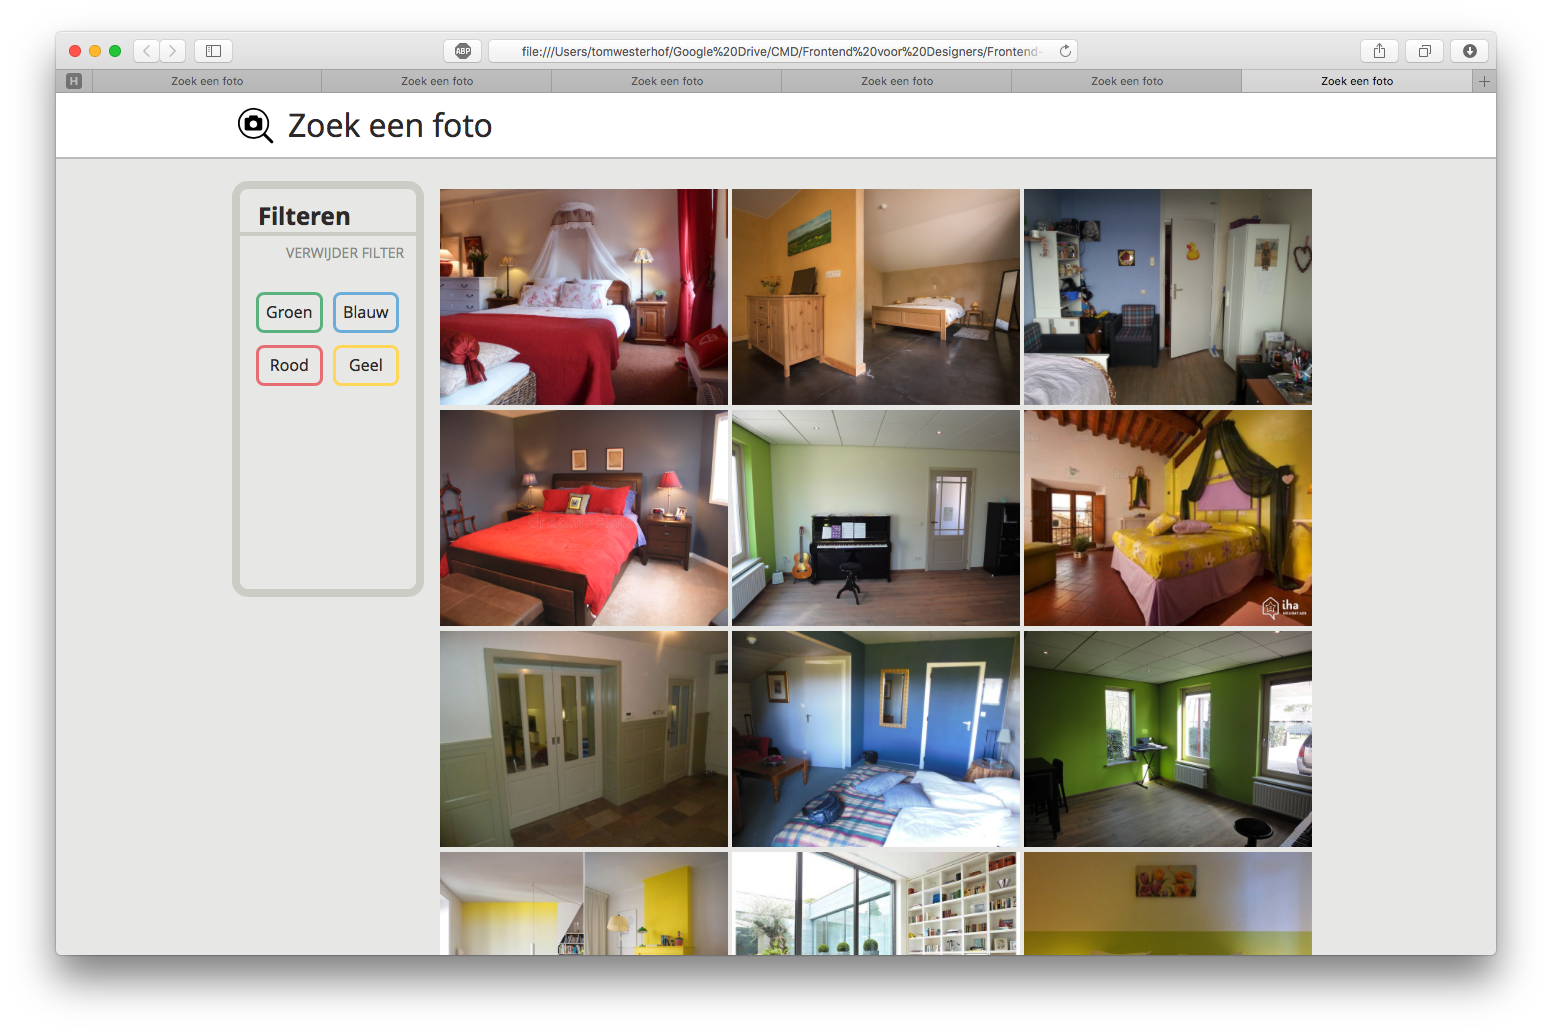 ABP
file:///Users/tomwesterhof/Google%20Drive/CMD/Frontend%20voor%20Designers/Frontend-
H
Zoek een foto
Zoek een foto
Zoek een foto
Zoek een foto
Zoek een foto
Zoek een foto
Zoek een foto
Filteren
VERWIJDER FILTER
Groen
Blauw
Rood
Geel
iha